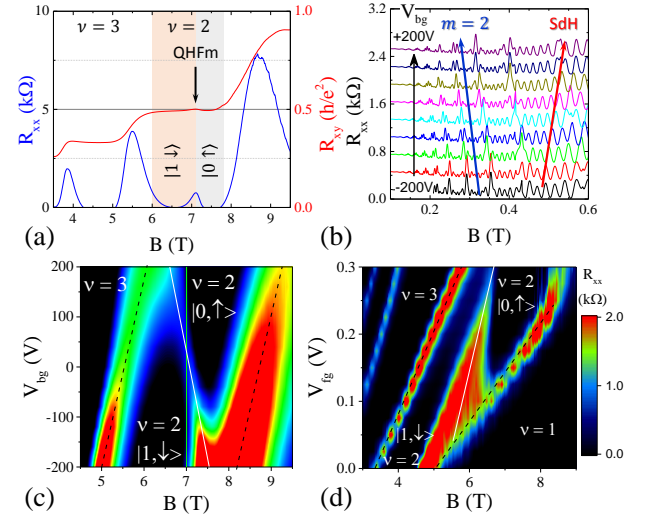 ν = 3
ν = 2
QHFm
|1↓⟩
|0↑⟩
R_xx (kΩ)
R_xy (h/e²)
10
5
0
1.0
0.5
0.0
4 5 6 7 8 9
B (T)
(a)
V_bg
m = 2
SdH
+200V
-200V
R_xx (kΩ)
3.6
2.4
1.2
0.0
0.2 0.4 0.6
B (T)
(b)
ν = 3
ν = 2
|0,↑⟩
ν = 2
|1,↓⟩
V_bg (V)
200
150
100
50
0
-50
-100
-150
-200
5 6 7 8 9
B (T)
(c)
ν = 2
|0,↑⟩
ν = 3
|1,↓⟩
ν = 2
ν = 1
V_fg (V)
0.3
0.2
0.1
0.0
4 6 8
B (T)
(d)
R_xx
(kΩ)
2.0
1.0
0.0